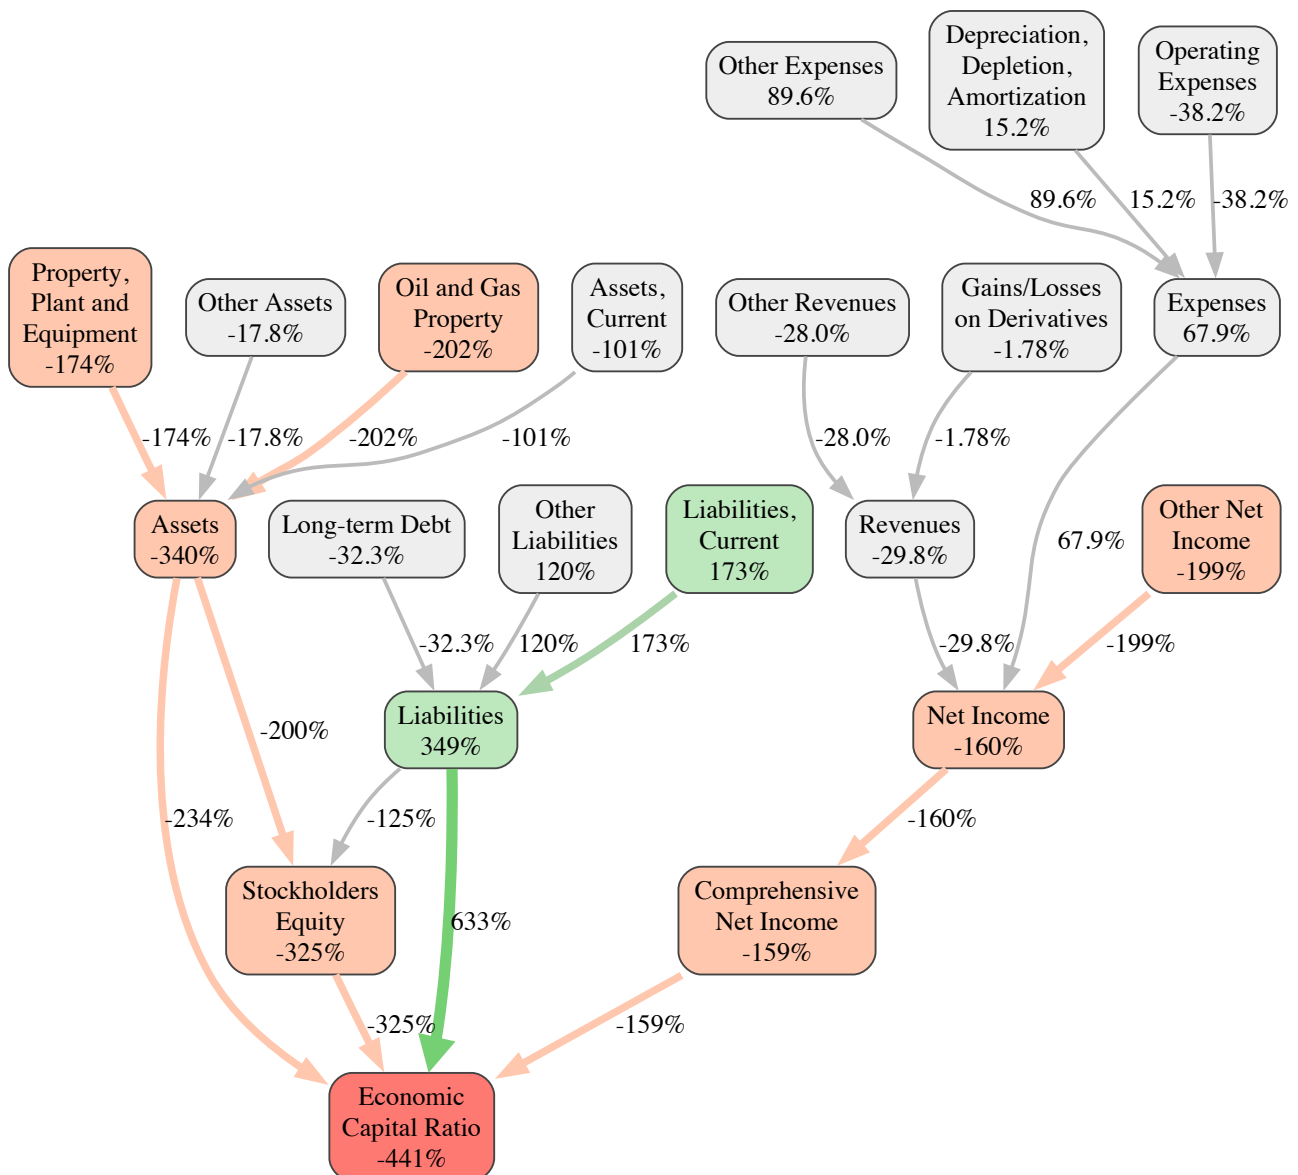 Other Expenses
89.6%
Depreciation,
Depletion,
Amortization
15.2%
Operating
Expenses
-38.2%
89.6%
15.2%
-38.2%
Property,
Plant and
Equipment
-174%
Other Assets
-17.8%
Oil and Gas
Property
-202%
Assets,
Current
-101%
Other Revenues
-28.0%
Gains/Losses
on Derivatives
-1.78%
Expenses
67.9%
-174%
-17.8%
-202%
-101%
-28.0%
-1.78%
Assets
-340%
Long-term Debt
-32.3%
Other
Liabilities
120%
Liabilities,
Current
173%
Revenues
-29.8%
67.9%
Other Net
Income
-199%
-32.3%
120%
173%
-29.8%
-199%
-200%
Liabilities
349%
Net Income
-160%
-234%
-125%
-160%
Stockholders
Equity
-325%
633%
Comprehensive
Net Income
-159%
-325%
-159%
Economic
Capital Ratio
-441%